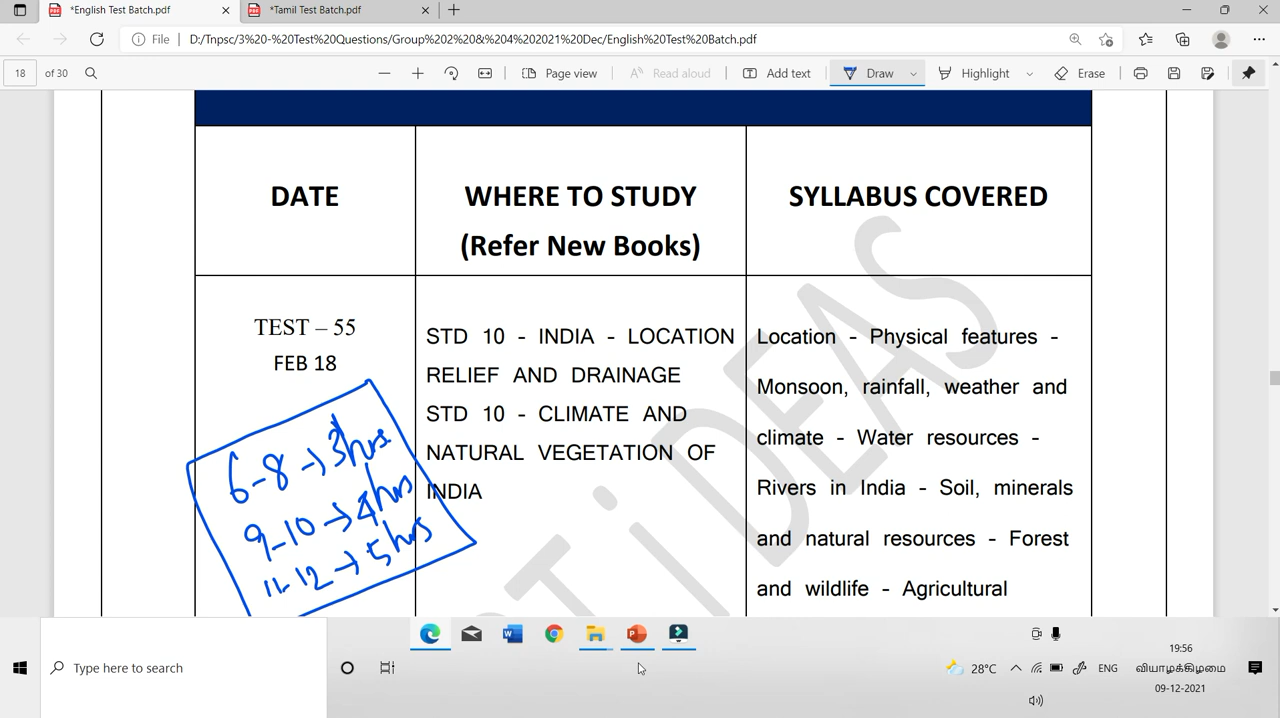 *English Test Batch.pdf
*Tamil Test Batch.pdf
File D:/Tnpsc/3%20-%20Test%20Questions/Group%202%20&%204%202021%20Dec/English%20Test%20Batch.pdf
18 of 30 Page view Read aloud Add text Draw Highlight Erase
DATE
WHERE TO STUDY
(Refer New Books)
SYLLABUS COVERED
TEST – 55
FEB 18
6-8 → 3hrs
9-10 → 4hrs
11-12 → 5hrs
STD 10 - INDIA - LOCATION
RELIEF AND DRAINAGE
STD 10 - CLIMATE AND
NATURAL VEGETATION OF
INDIA
Location - Physical features -
Monsoon, rainfall, weather and
climate - Water resources -
Rivers in India - Soil, minerals
and natural resources - Forest
and wildlife - Agricultural
T i DEAS
Type here to search
28°C
ENG
19:56
வியாழக்கிழமை
09-12-2021